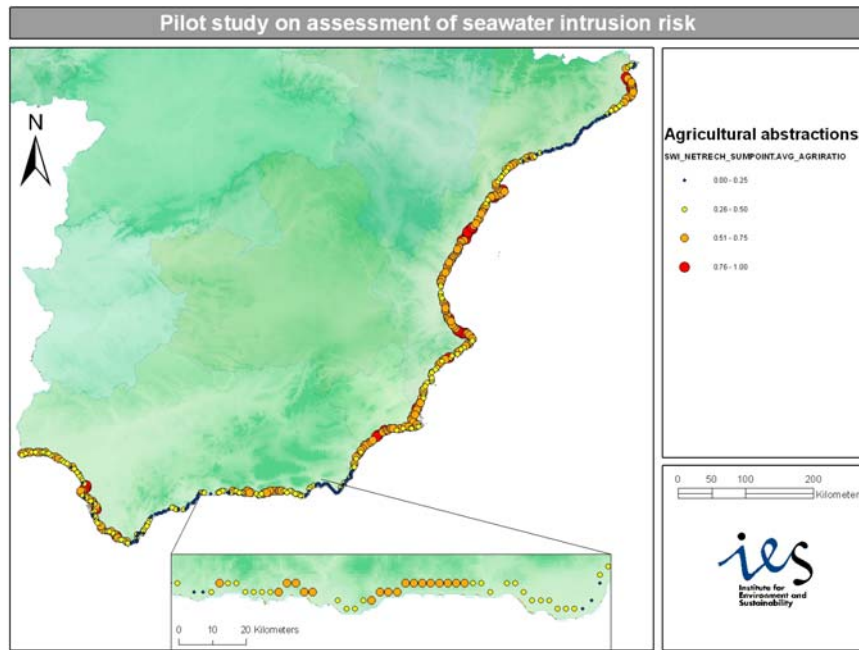 Pilot study on assessment of seawater intrusion risk
N
Agricultural abstractions
SWI_NETRECH_SUMPOINT.AVG_AGRIRATIO
0.00 - 0.25
0.26 - 0.50
0.51 - 0.75
0.76 - 1.00
0 50 100 200
Kilometer
ies
Institute for
Environment and
Sustainability
0 10 20 Kilometers